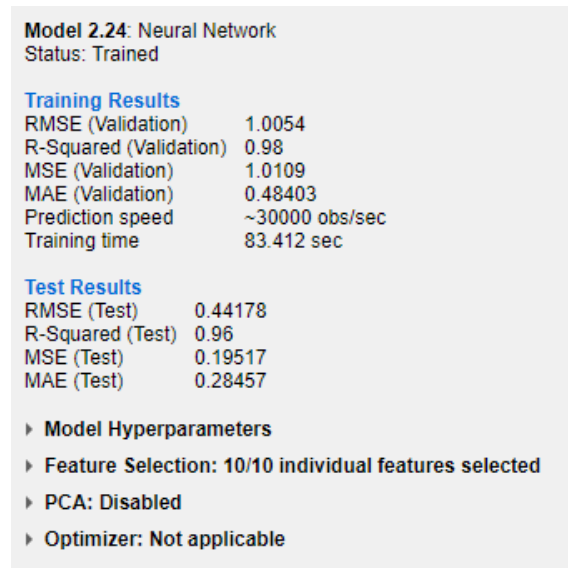 Model 2.24: Neural Network
Status: Trained
Training Results
RMSE (Validation) 1.0054
R-Squared (Validation) 0.98
MSE (Validation) 1.0109
MAE (Validation) 0.48403
Prediction speed ~30000 obs/sec
Training time 83.412 sec
Test Results
RMSE (Test) 0.44178
R-Squared (Test) 0.96
MSE (Test) 0.19517
MAE (Test) 0.28457
Model Hyperparameters
Feature Selection: 10/10 individual features selected
PCA: Disabled
Optimizer: Not applicable